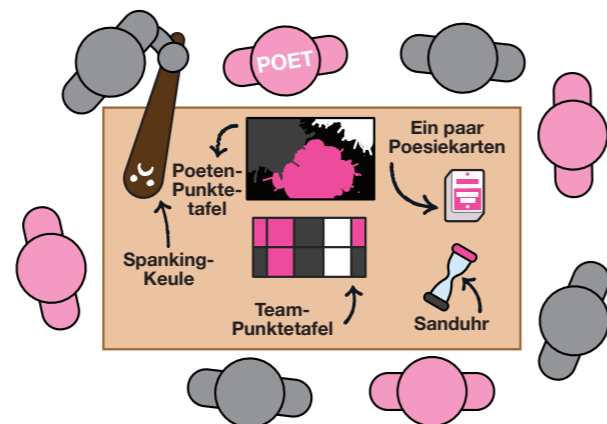 POET
Poeten-
Punkte-
tafel
Ein paar
Poesiekarten
Spanking-
Keule
Team-
Punktetafel
Sanduhr